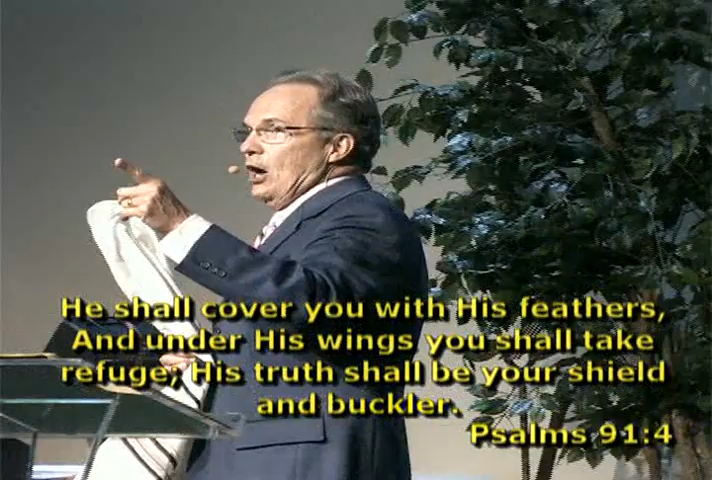 He shall cover you with His feathers,
And under His wings you shall take
refuge; His truth shall be your shield
and buckler.
Psalms 91:4